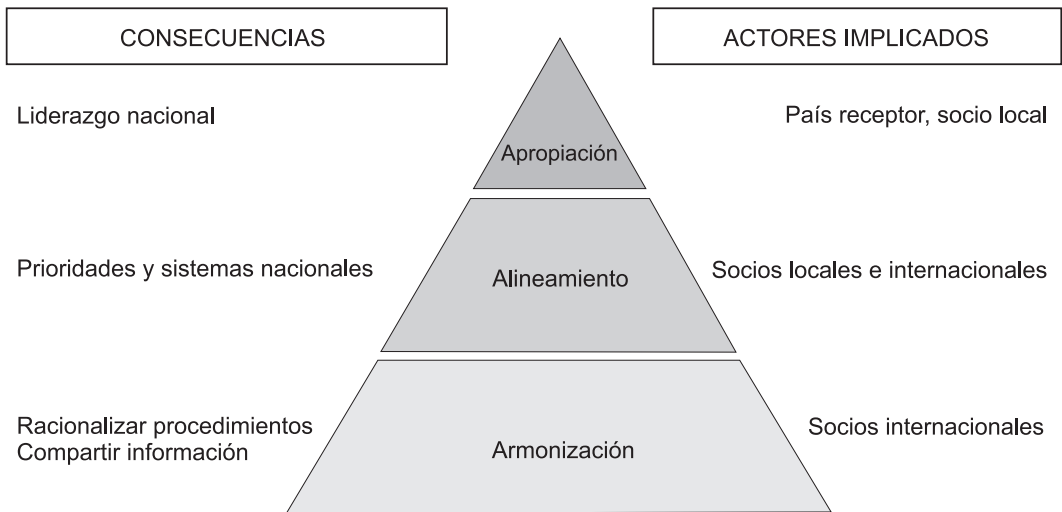 CONSECUENCIAS
ACTORES IMPLICADOS
Liderazgo nacional
País receptor, socio local
Apropiación
Prioridades y sistemas nacionales
Alineamiento
Socios locales e internacionales
Racionalizar procedimientos
Compartir información
Armonización
Socios internacionales